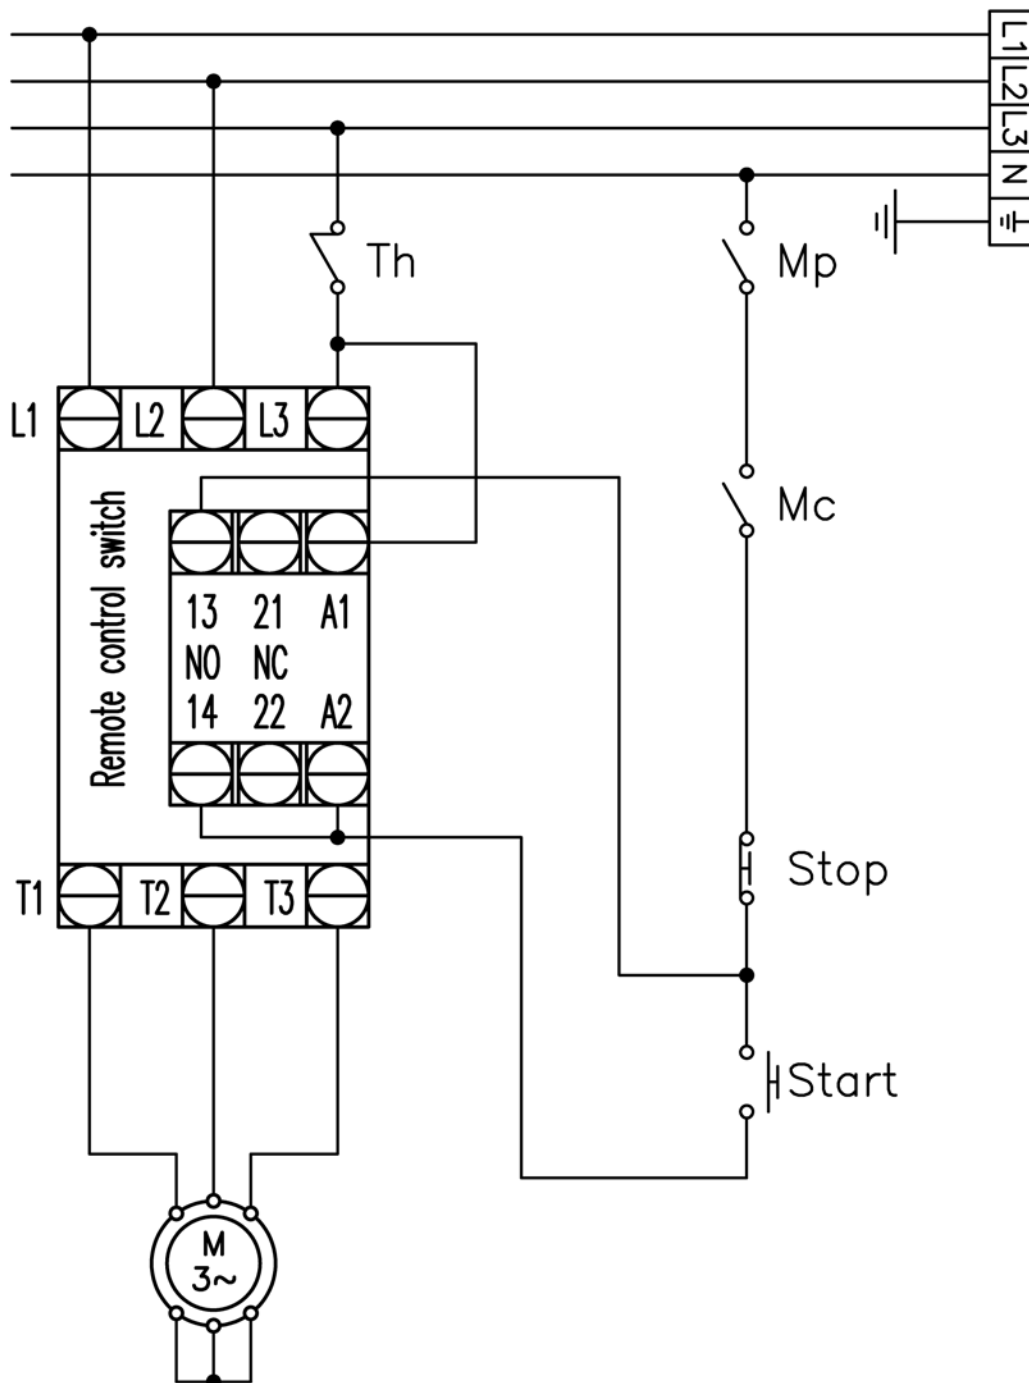 L1
L2
L3
N
Th
Mp
L1
L2
L3
Mc
Remote control switch
13 21 A1
NO NC
14 22 A2
Stop
T1
T2
T3
Start
M
3~